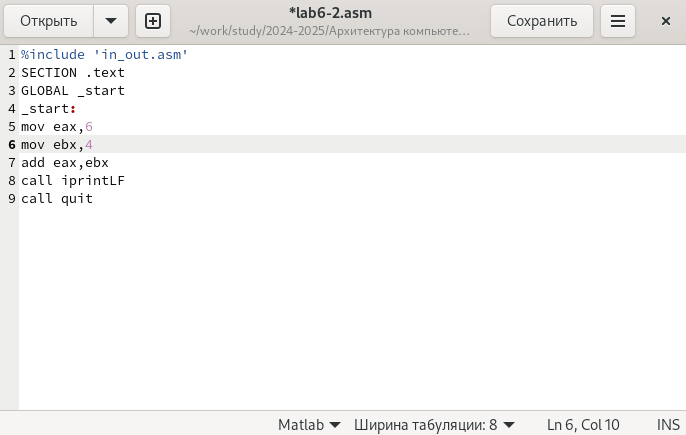 Открыть
*lab6-2.asm
~/work/study/2024-2025/Архитектура компьюте...
Сохранить
1 %include 'in_out.asm'
2 SECTION .text
3 GLOBAL _start
4 _start:
5 mov eax,6
6 mov ebx,4
7 add eax,ebx
8 call iprintLF
9 call quit
Matlab Ширина табуляции: 8 Ln 6, Col 10 INS